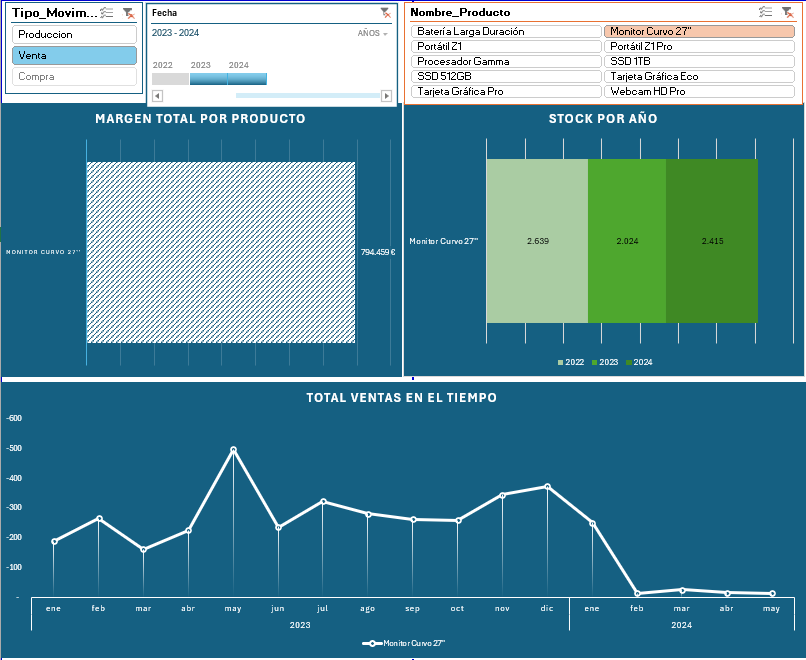 Tipo_Movim...
Produccion
Venta
Compra
Fecha
2023 - 2024
AÑOS
2022 2023 2024
Nombre_Producto
Batería Larga Duración
Monitor Curvo 27"
Portátil Z1
Portátil Z1 Pro
Procesador Gamma
SSD 1TB
SSD 512GB
Tarjeta Gráfica Eco
Tarjeta Gráfica Pro
Webcam HD Pro
MARGEN TOTAL POR PRODUCTO
MONITOR CURVO 27"
794.459 €
STOCK POR AÑO
Monitor Curvo 27"
2.639
2.024
2.415
2022 2023 2024
TOTAL VENTAS EN EL TIEMPO
-600
-500
-400
-300
-200
-100
-
ene feb mar abr may jun jul ago sep oct nov dic ene feb mar abr may
2023 2024
Monitor Curvo 27"